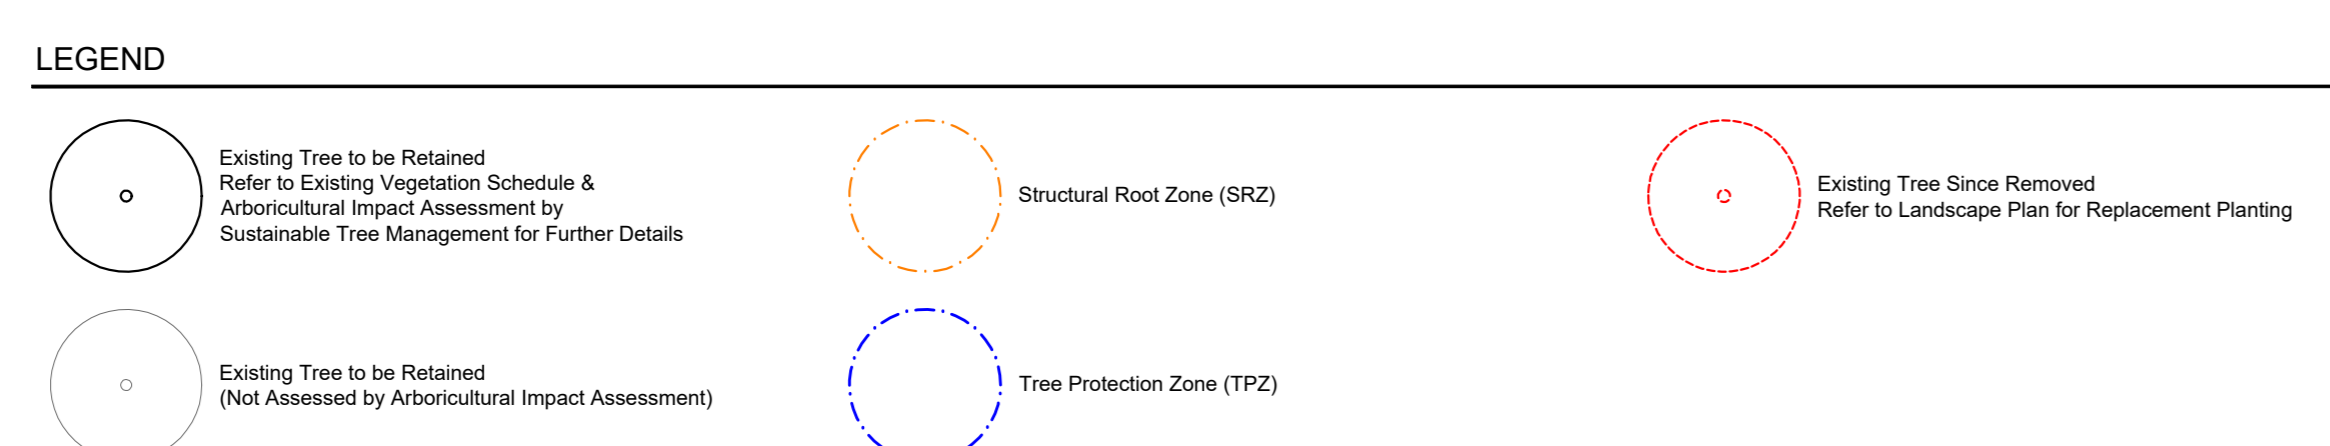 LEGEND
Existing Tree to be Retained
Refer to Existing Vegetation Schedule &
Arboricultural Impact Assessment by
Sustainable Tree Management for Further Details
Structural Root Zone (SRZ)
Existing Tree Since Removed
Refer to Landscape Plan for Replacement Planting
Existing Tree to be Retained
(Not Assessed by Arboricultural Impact Assessment)
Tree Protection Zone (TPZ)